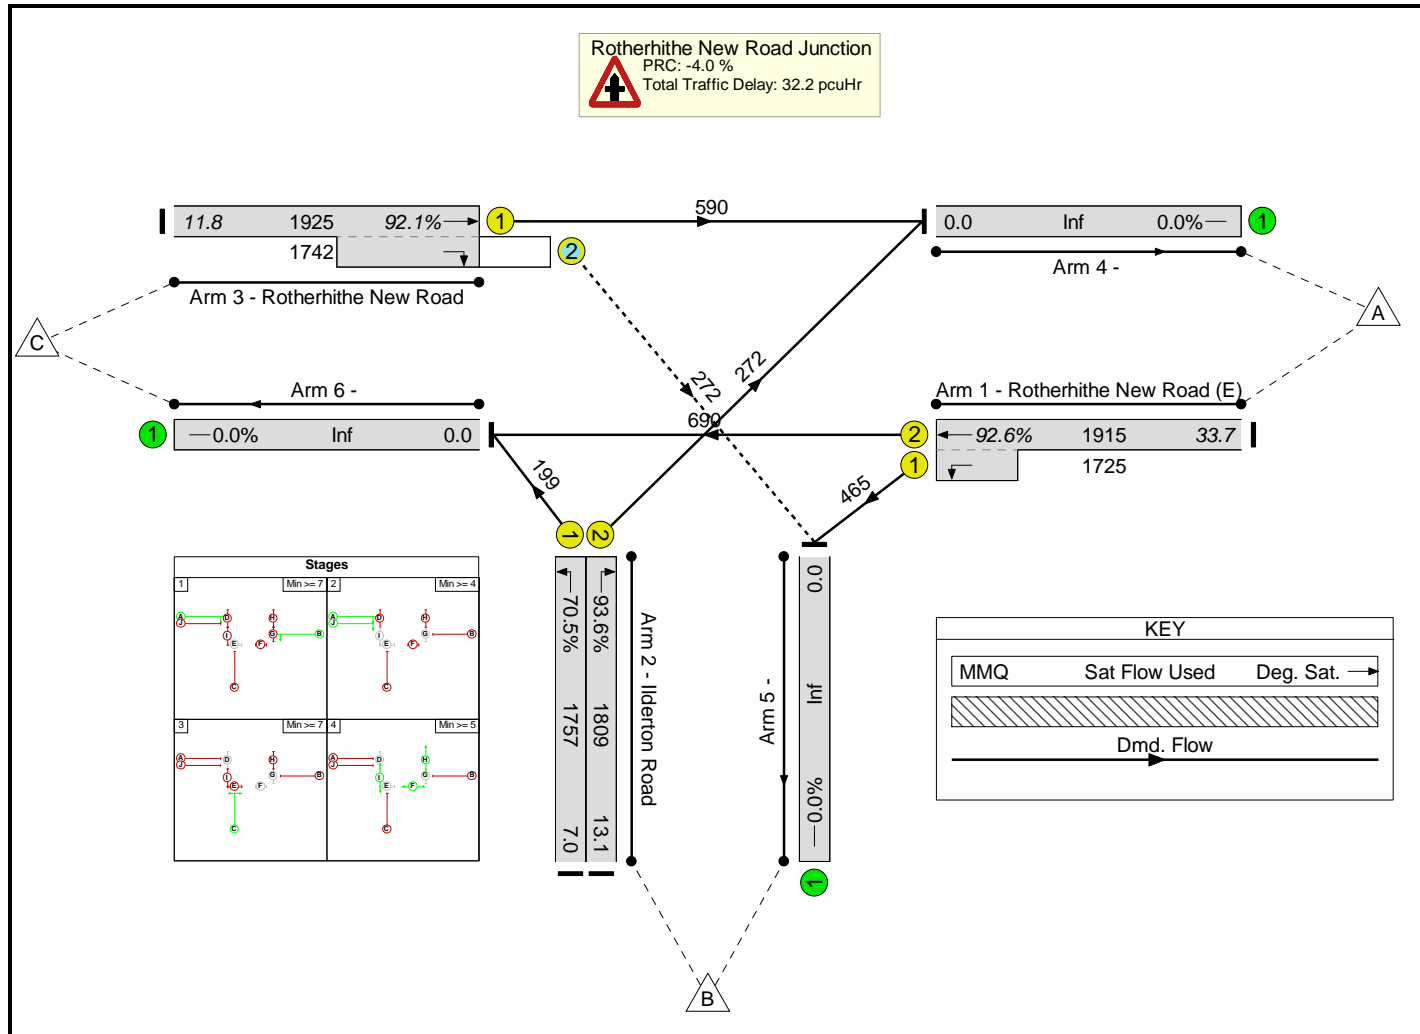 Rotherhithe New Road Junction
PRC: -4.0 %
Total Traffic Delay: 32.2 pcuHr
11.8 1925 92.1%
1
590
0.0 Inf 0.0%
1
1742
2
Arm 3 - Rotherhithe New Road
Arm 4 -
C
A
272
272
Arm 6 -
Arm 1 - Rotherhithe New Road (E)
1
0.0% Inf 0.0
690
2
92.6% 1915 33.7
1
1725
199
465
1
2
70.5% 1757 7.0
93.6% 1809 13.1
Arm 2 - Ilderton Road
Arm 5 -
0.0 Inf 0.0%
1
B
Stages
1 Min >= 7
A J D I E F H G B C
2 Min >= 4
A J D I E F H G B C
3 Min >= 7
A J D I E F H G B C
4 Min >= 5
A J D I E F H G B C
KEY
MMQ Sat Flow Used Deg. Sat.
Dmd. Flow